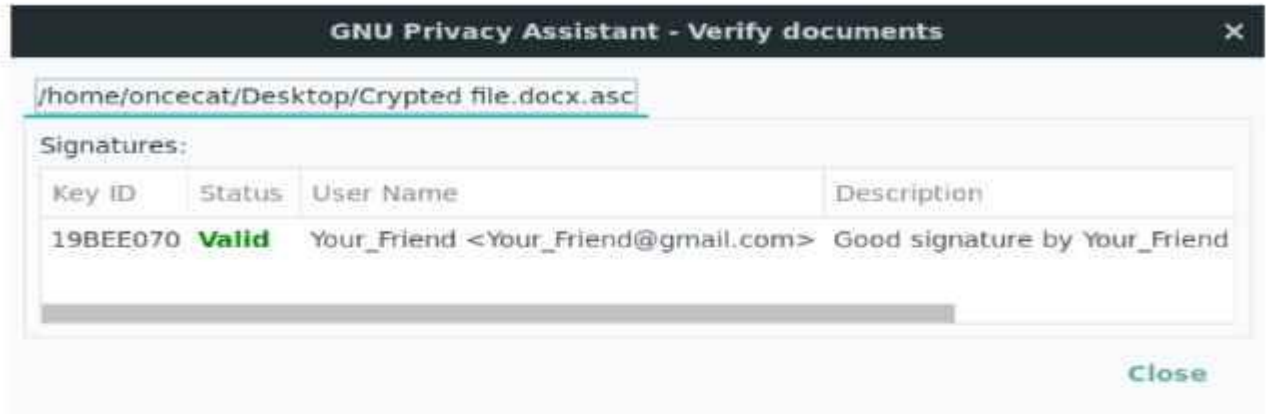 GNU Privacy Assistant - Verify documents ×
/home/oncecat/Desktop/Crypted file.docx.asc
Signatures:
Key ID Status User Name Description
19BEE070 Valid Your_Friend <Your_Friend@gmail.com> Good signature by Your_Friend
Close